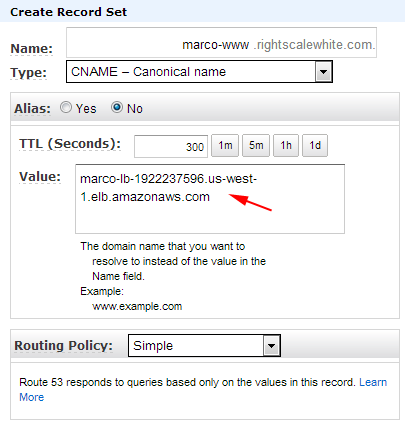 Create Record Set
Name: marco-www .rightscalewhite.com.
Type: CNAME – Canonical name
Alias: Yes No
TTL (Seconds): 300 1m 5m 1h 1d
Value: marco-lb-1922237596.us-west-
1.elb.amazonaws.com
The domain name that you want to
resolve to instead of the value in the
Name field.
Example:
www.example.com
Routing Policy: Simple
Route 53 responds to queries based only on the values in this record. Learn
More